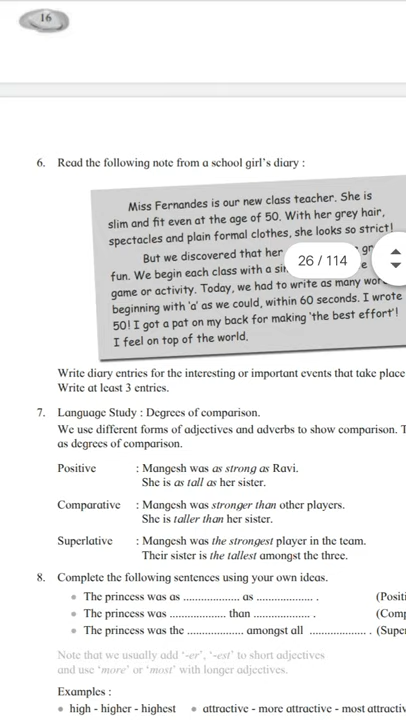 16
6. Read the following note from a school girl's diary :
Miss Fernandes is our new class teacher. She is
slim and fit even at the age of 50. With her grey hair,
spectacles and plain formal clothes, she looks so strict!
But we discovered that her
fun. We begin each class with a
26 / 114
game or activity. Today, we had to write as many
beginning with 'a' as we could, within 60 seconds. I wrote
50! I got a pat on my back for making 'the best effort'!
I feel on top of the world.
Write diary entries for the interesting or important events that take place
Write at least 3 entries.
7. Language Study : Degrees of comparison.
We use different forms of adjectives and adverbs to show comparison. T
as degrees of comparison.
Positive : Mangesh was as strong as Ravi.
She is as tall as her sister.
Comparative : Mangesh was stronger than other players.
She is taller than her sister.
Superlative : Mangesh was the strongest player in the team.
Their sister is the tallest amongst the three.
8. Complete the following sentences using your own ideas.
• The princess was as ................... as ................... . (Positi
• The princess was ................... than ................... . (Comp
• The princess was the ................... amongst all ................... . (Super
Note that we usually add '-er', '-est' to short adjectives
and use 'more' or 'most' with longer adjectives.
Examples :
• high - higher - highest • attractive - more attractive - most attractiv